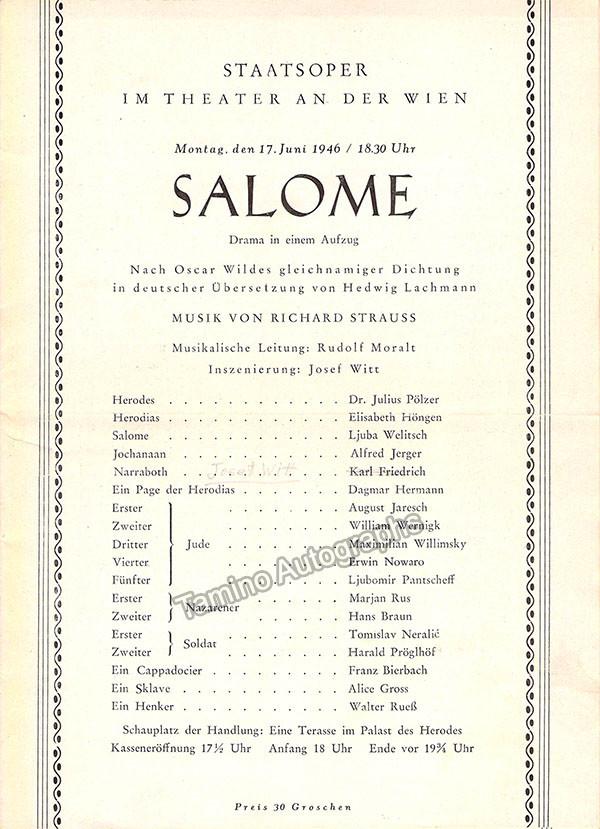 STAATSOPER
IM THEATER AN DER WIEN
Montag, den 17. Juni 1946 / 18.30 Uhr
SALOME
Drama in einem Aufzug
Nach Oscar Wildes gleichnamiger Dichtung
in deutscher Übersetzung von Hedwig Lachmann
MUSIK VON RICHARD STRAUSS
Musikalische Leitung: Rudolf Moralt
Inszenierung: Josef Witt
Herodes . . . . . . . . . . . . . Dr. Julius Pölzer
Herodias . . . . . . . . . . . . . Elisabeth Höngen
Salome . . . . . . . . . . . . . Ljuba Welitsch
Jochanaan . . . . . . . . . . . . Alfred Jerger
Narraboth . . Josef Witt . . . Karl Friedrich
Ein Page der Herodias . . . . . . . Dagmar Hermann
Erster . . . . . . . August Jaresch
Zweiter . . . . . . . William Wernigk
Dritter } Jude . . . . . . . Maximilian Willimsky
Vierter . . . . . . . Erwin Nowaro
Fünfter . . . . . . . Ljubomir Pantscheff
Erster . . . . . . Marjan Rus
} Nazarener
Zweiter . . . . . . Hans Braun
Erster . . . . . . . Tomislav Neralić
} Soldat
Zweiter . . . . . . . Harald Pröglhöf
Ein Cappadocier . . . . . . . . . Franz Bierbach
Ein Sklave . . . . . . . . . . . Alice Gross
Ein Henker . . . . . . . . . . . Walter Rueß
Schauplatz der Handlung: Eine Terasse im Palast des Herodes
Kasseneröffnung 17½ Uhr Anfang 18 Uhr Ende vor 19¾ Uhr
Preis 30 Groschen
Tamino Autographs